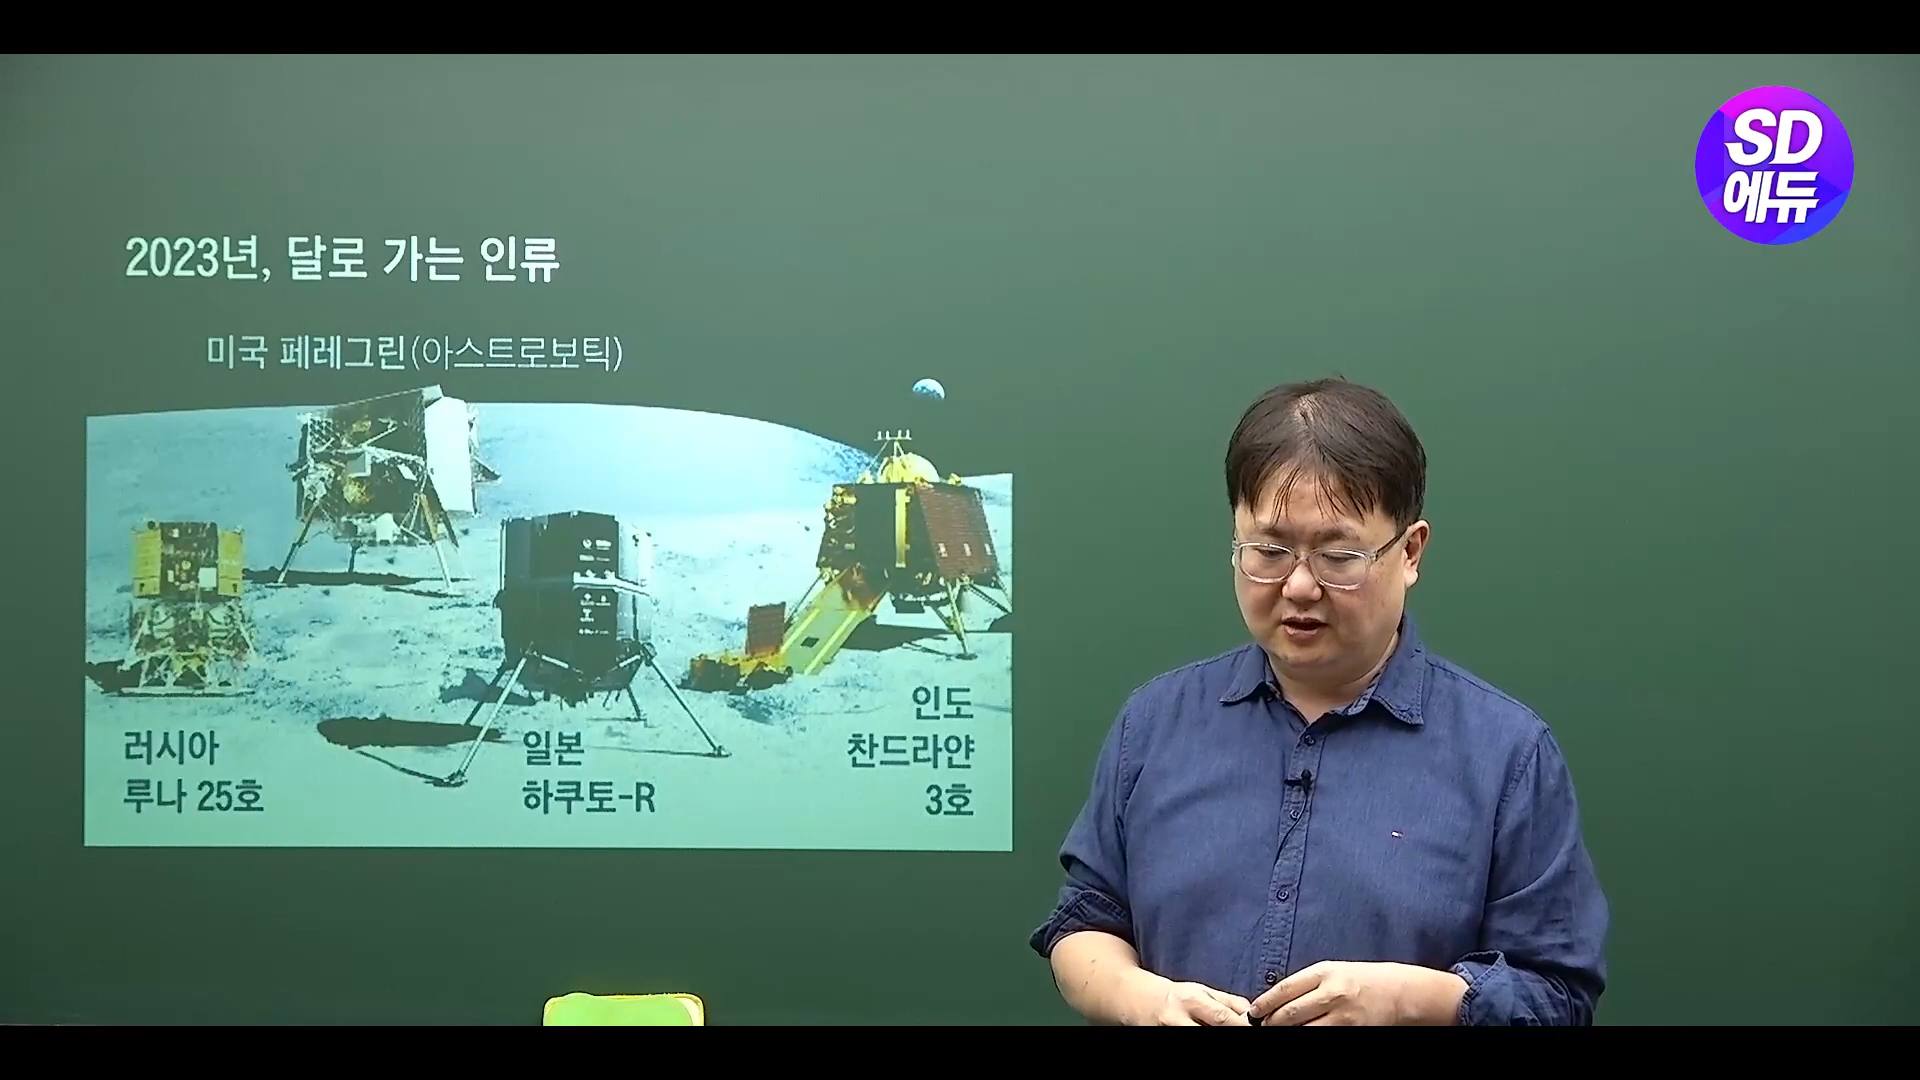 SD
에듀
2023년, 달로 가는 인류
미국 페레그린(아스트로보틱)
러시아
루나 25호
일본
하쿠토-R
인도
찬드라얀
3호